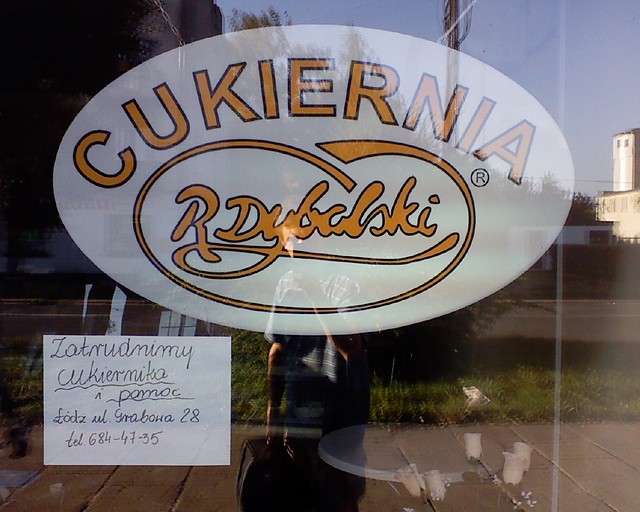 CUKIERNIA
R. Dybalski ®
Zatrudnimy
cukiernika
i pomoc
Łódź ul. Grabowa 28
tel. 684-47-35